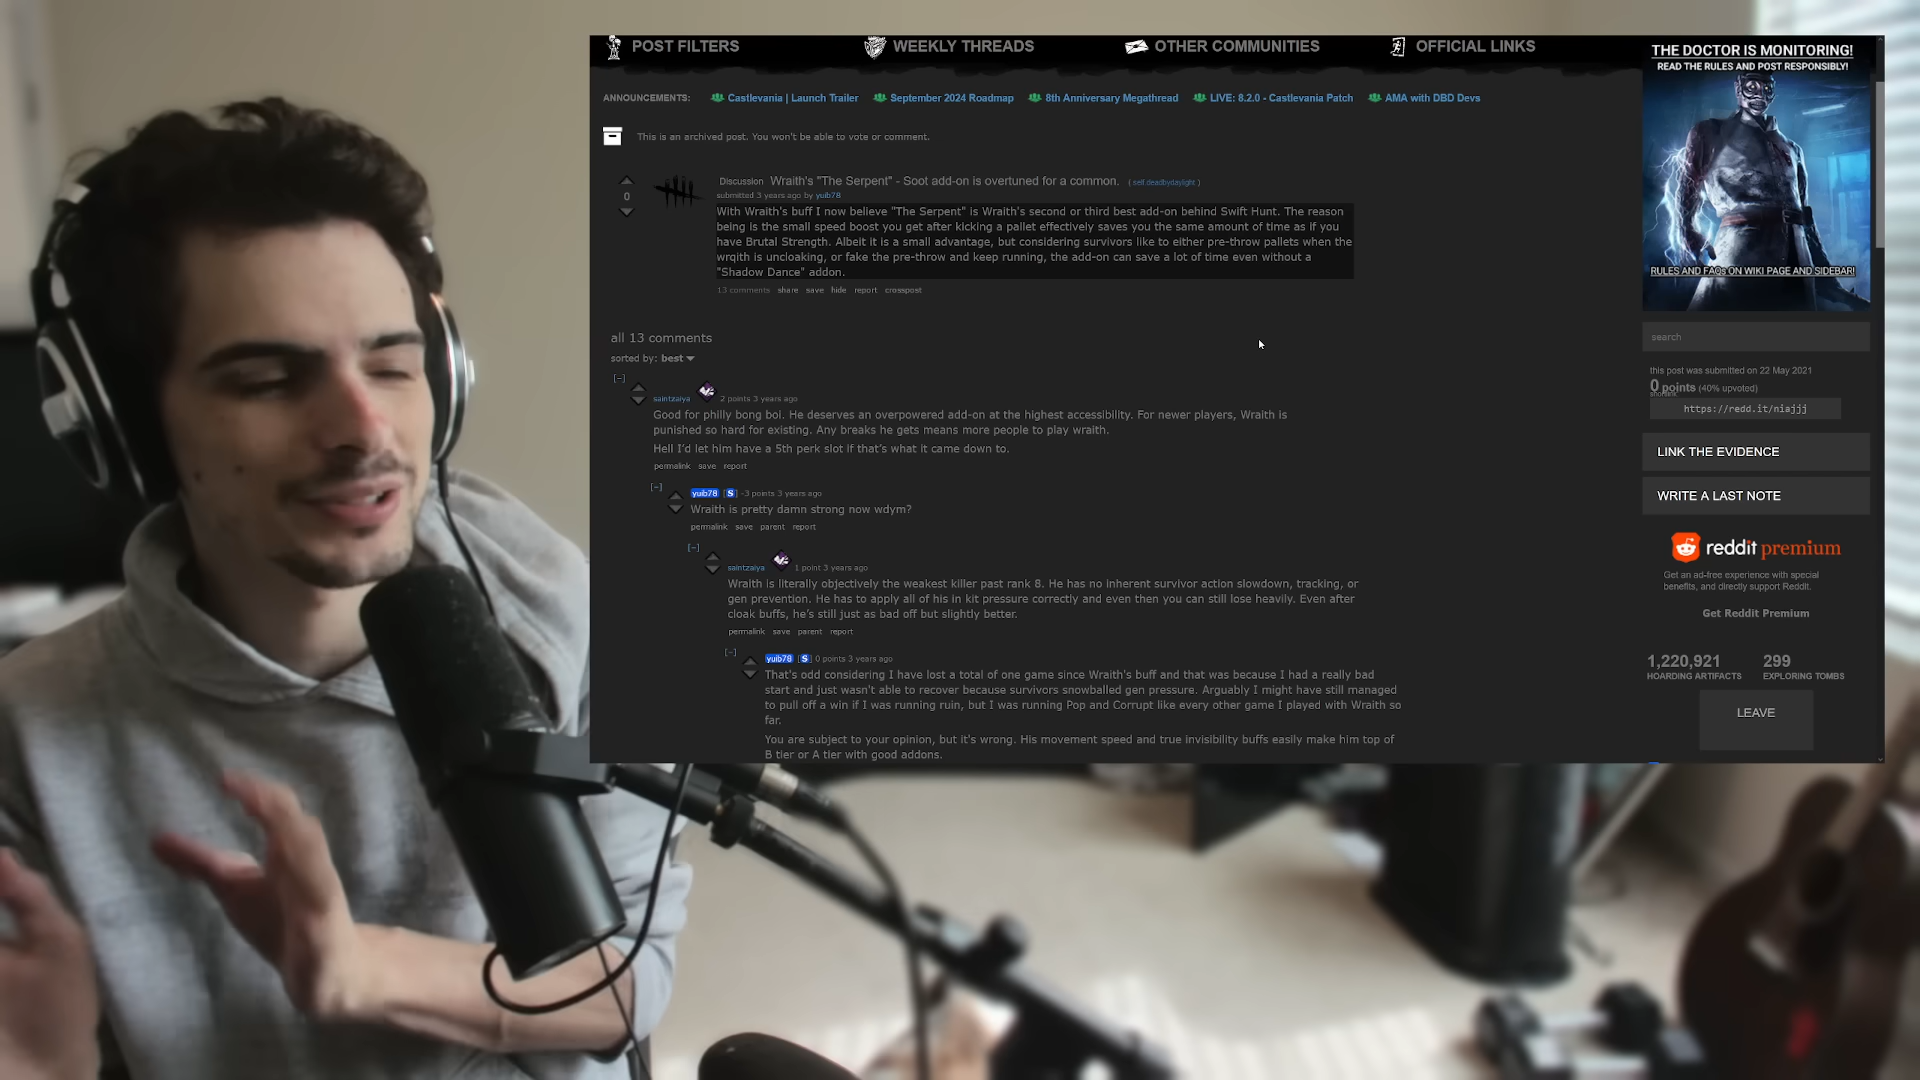 POST FILTERS
WEEKLY THREADS
OTHER COMMUNITIES
OFFICIAL LINKS
THE DOCTOR IS MONITORING!
READ THE RULES AND POST RESPONSIBLY!
ANNOUNCEMENTS: Castlevania | Launch Trailer September 2024 Roadmap 8th Anniversary Megathread LIVE: 8.2.0 - Castlevania Patch AMA with DBD Devs
This is an archived post. You won't be able to vote or comment.
0
Discussion Wraith's "The Serpent" - Soot add-on is overtuned for a common. ( self.deadbydaylight )
submitted 3 years ago by yuib78
With Wraith's buff I now believe "The Serpent" is Wraith's second or third best add-on behind Swift Hunt. The reason
being is the small speed boost you get after kicking a pallet effectively saves you the same amount of time as if you
have Brutal Strength. Albeit it is a small advantage, but considering survivors like to either pre-throw pallets when the
wrqith is uncloaking, or fake the pre-throw and keep running, the add-on can save a lot of time even without a
"Shadow Dance" addon.
13 comments share save hide report crosspost
RULES AND FAQs ON WIKI PAGE AND SIDEBAR!
all 13 comments
sorted by: best
[–]
saintzaiya 2 points 3 years ago
Good for philly bong boi. He deserves an overpowered add-on at the highest accessibility. For newer players, Wraith is
punished so hard for existing. Any breaks he gets means more people to play wraith.
Hell I'd let him have a 5th perk slot if that's what it came down to.
permalink save report
[–]
yuib78 [S] -3 points 3 years ago
Wraith is pretty damn strong now wdym?
permalink save parent report
[–]
saintzaiya 1 point 3 years ago
Wraith is literally objectively the weakest killer past rank 8. He has no inherent survivor action slowdown, tracking, or
gen prevention. He has to apply all of his in kit pressure correctly and even then you can still lose heavily. Even after
cloak buffs, he's still just as bad off but slightly better.
permalink save parent report
[–]
yuib78 [S] 0 points 3 years ago
That's odd considering I have lost a total of one game since Wraith's buff and that was because I had a really bad
start and just wasn't able to recover because survivors snowballed gen pressure. Arguably I might have still managed
to pull off a win if I was running ruin, but I was running Pop and Corrupt like every other game I played with Wraith so
far.
You are subject to your opinion, but it's wrong. His movement speed and true invisibility buffs easily make him top of
B tier or A tier with good addons.
search
this post was submitted on 22 May 2021
0 points (40% upvoted)
shortlink:
https://redd.it/niajjj
LINK THE EVIDENCE
WRITE A LAST NOTE
reddit premium
Get an ad-free experience with special
benefits, and directly support Reddit.
Get Reddit Premium
1,220,921
HOARDING ARTIFACTS
299
EXPLORING TOMBS
LEAVE